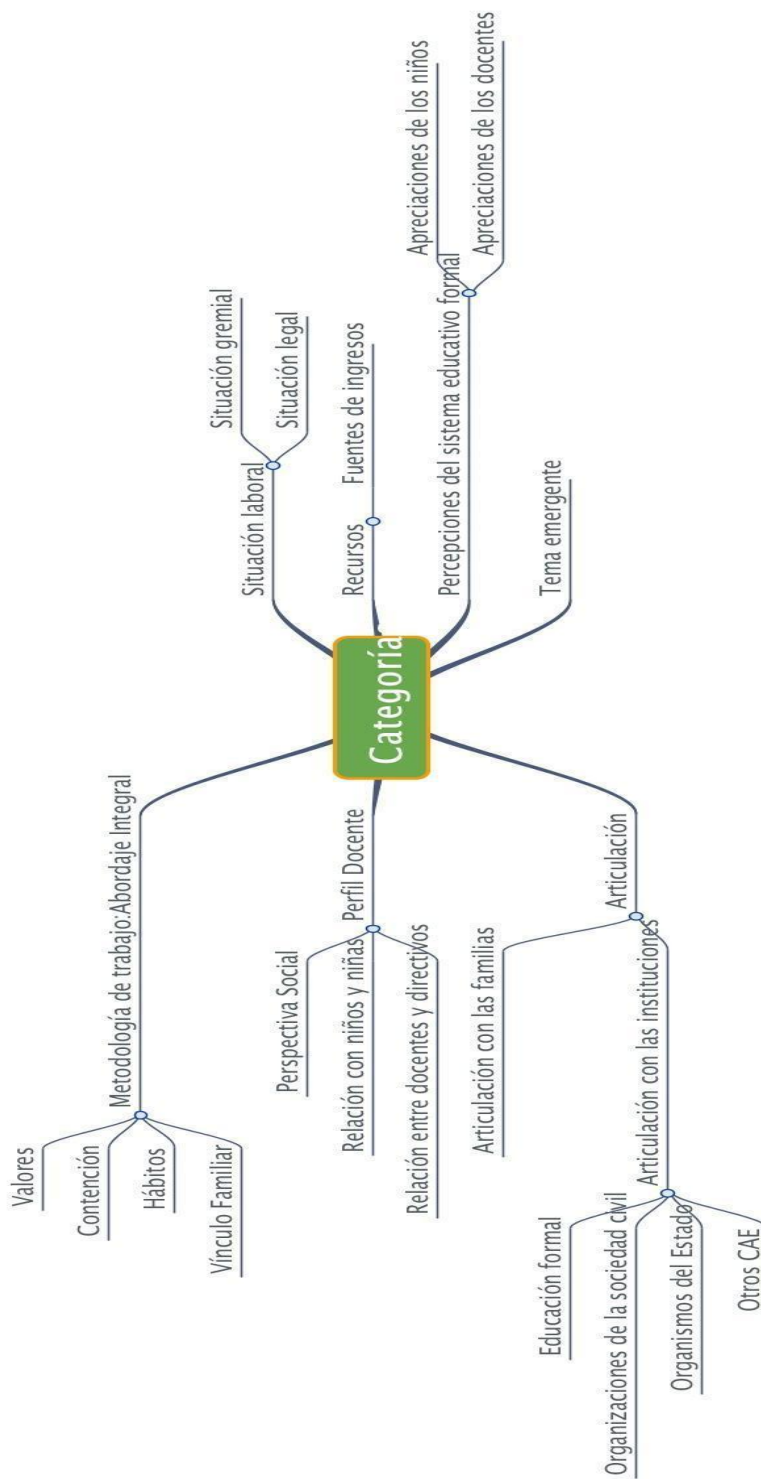 Categoría
Metodología de trabajo:Abordaje Integral
Valores
Contención
Hábitos
Vínculo Familiar
Perfil Docente
Perspectiva Social
Relación con niños y niñas
Relación entre docentes y directivos
Articulación
Articulación con las familias
Articulación con las instituciones
Educación formal
Organizaciones de la sociedad civil
Organismos del Estado
Otros CAE
Situación laboral
Situación gremial
Situación legal
Recursos
Fuentes de ingresos
Percepciones del sistema educativo formal
Apreciaciones de los niños
Apreciaciones de los docentes
Tema emergente